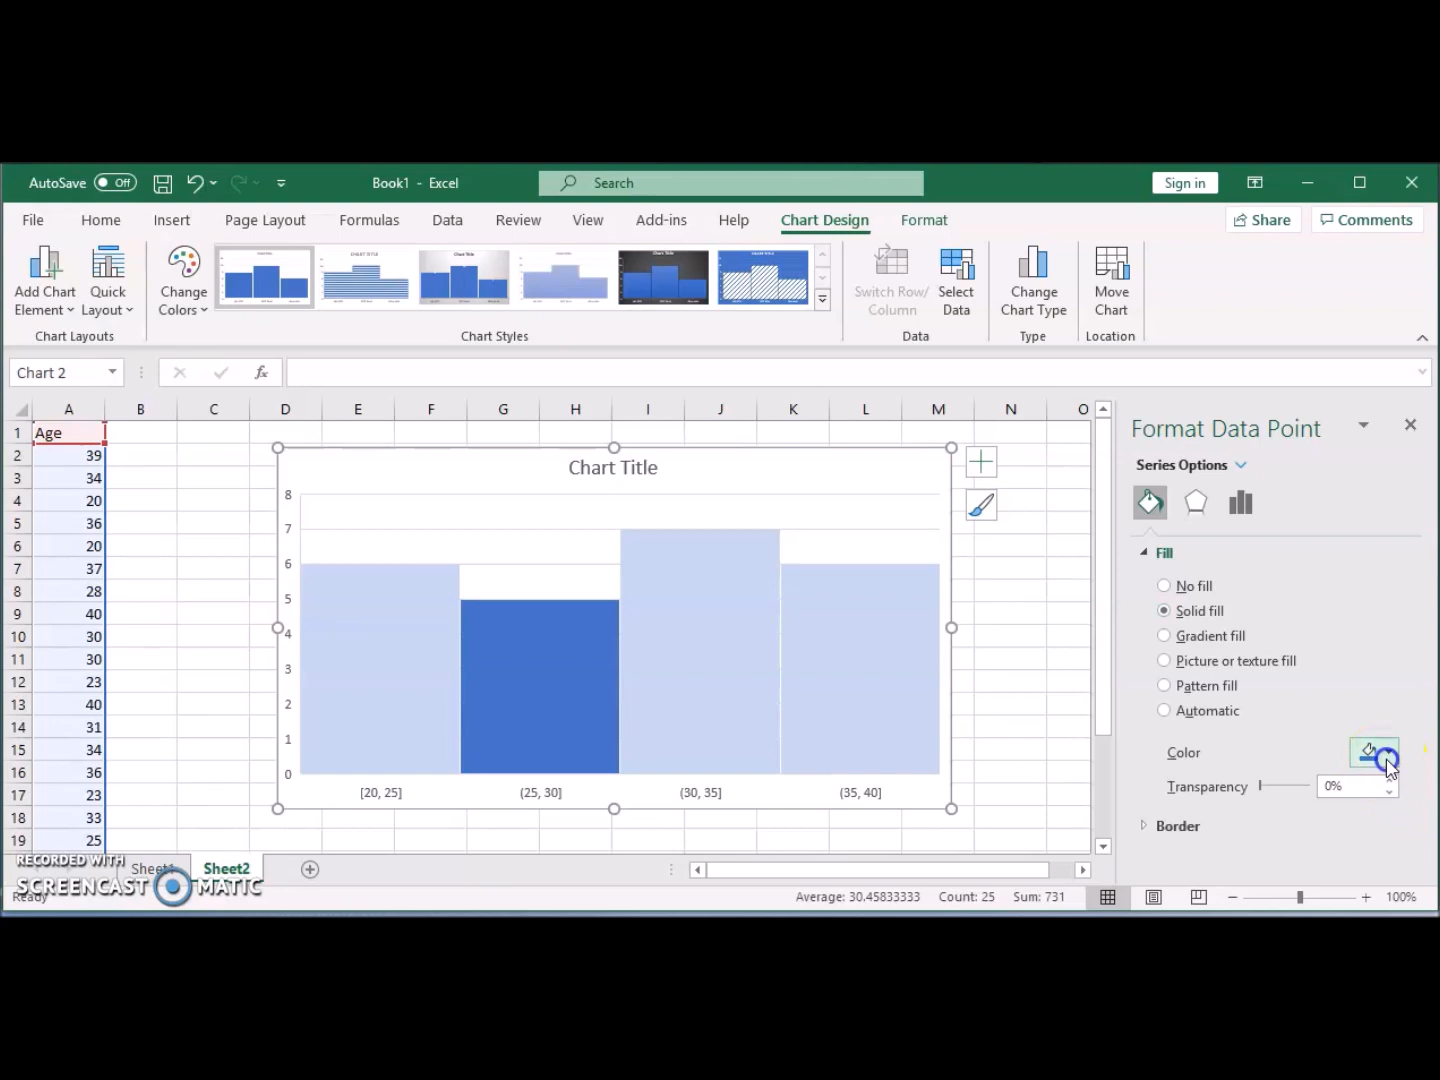 AutoSave Off Book1 - Excel Search Sign in
File Home Insert Page Layout Formulas Data Review View Add-ins Help Chart Design Format Share Comments
Add Chart Element Quick Layout Change Colors Switch Row/ Column Select Data Change Chart Type Move Chart
Chart Layouts Chart Styles Data Type Location
Chart 2 fx
A B C D E F G H I J K L M N O
1 Age
2 39
3 34
4 20
5 36
6 20
7 37
8 28
9 40
10 30
11 30
12 23
13 40
14 31
15 34
16 36
17 23
18 33
19 25
Chart Title
8
7
6
5
4
3
2
1
0
[20, 25] (25, 30] (30, 35] (35, 40]
Format Data Point
Series Options
Fill
No fill
Solid fill
Gradient fill
Picture or texture fill
Pattern fill
Automatic
Color
Transparency 0%
Border
RECORDED WITH
SCREENCAST MATIC
Sheet1 Sheet2
Ready Average: 30.45833333 Count: 25 Sum: 731 100%